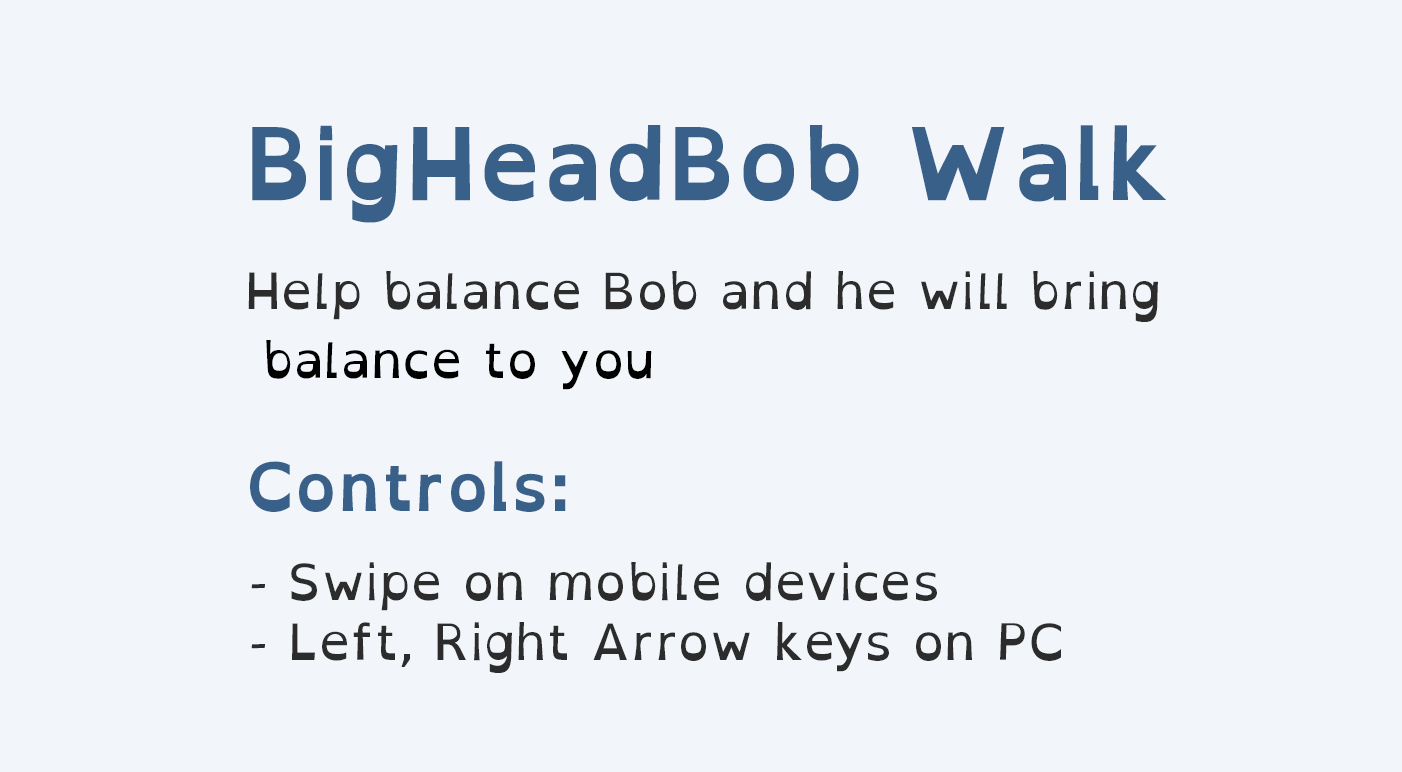 BigHeadBob Walk
Help balance Bob and he will bring
balance to you
Controls:
- Swipe on mobile devices
- Left, Right Arrow keys on PC